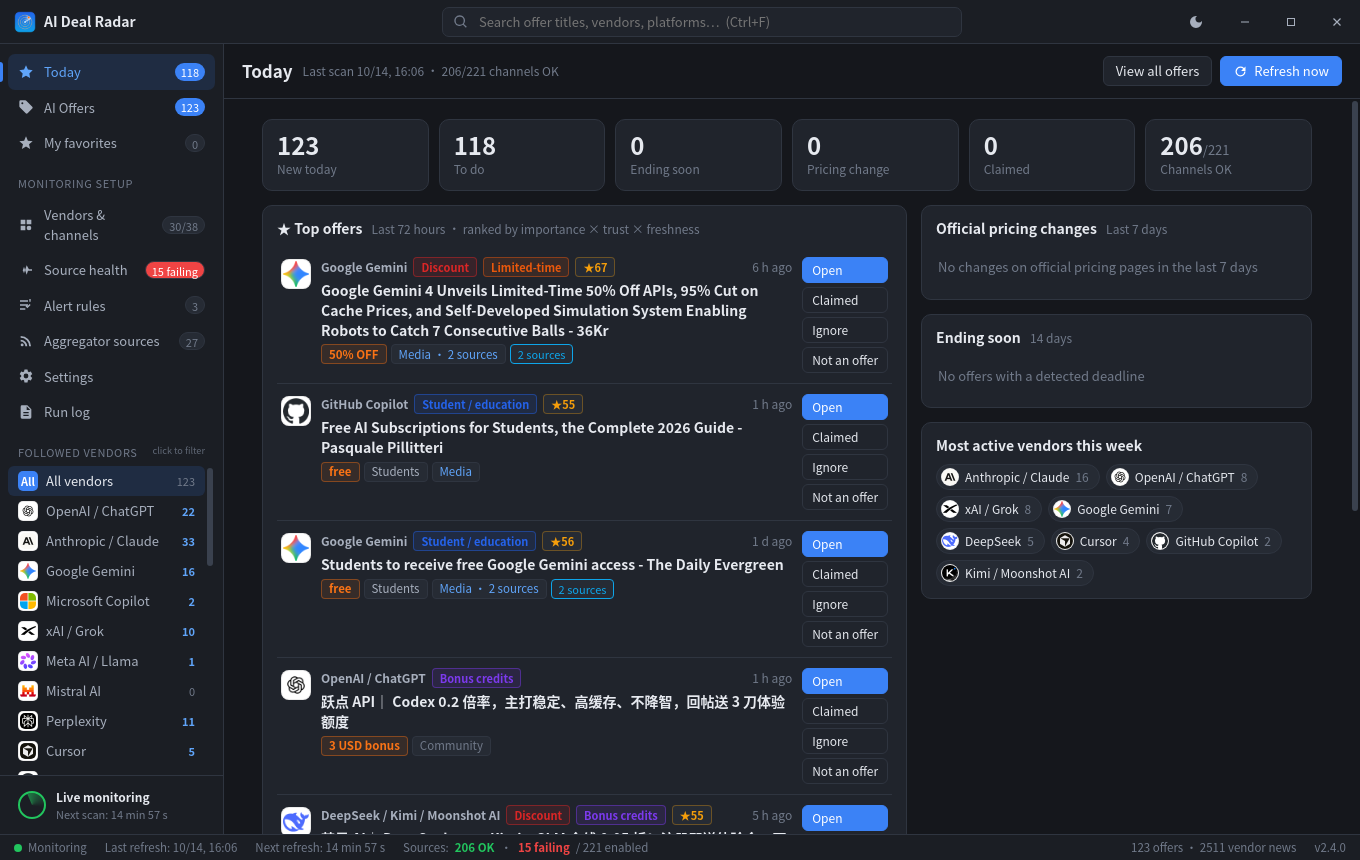 AI Deal Radar
Search offer titles, vendors, platforms… (Ctrl+F)
Today 118
AI Offers 123
My favorites 0
MONITORING SETUP
Vendors & channels 30/38
Source health 15 failing
Alert rules 3
Aggregator sources 27
Settings
Run log
FOLLOWED VENDORS click to filter
All All vendors 123
OpenAI / ChatGPT 22
Anthropic / Claude 33
Google Gemini 16
Microsoft Copilot 2
xAI / Grok 10
Meta AI / Llama 1
Mistral AI 0
Perplexity 11
Cursor 5
Live monitoring
Next scan: 14 min 57 s
Today Last scan 10/14, 16:06 · 206/221 channels OK
View all offers
Refresh now
123 New today
118 To do
0 Ending soon
0 Pricing change
0 Claimed
206/221 Channels OK
★ Top offers Last 72 hours · ranked by importance × trust × freshness
Google Gemini Discount Limited-time ★67 6 h ago
Google Gemini 4 Unveils Limited-Time 50% Off APIs, 95% Cut on
Cache Prices, and Self-Developed Simulation System Enabling
Robots to Catch 7 Consecutive Balls - 36Kr
50% OFF Media · 2 sources 2 sources
Open
Claimed
Ignore
Not an offer
GitHub Copilot Student / education ★55 1 h ago
Free AI Subscriptions for Students, the Complete 2026 Guide -
Pasquale Pillitteri
free Students Media
Open
Claimed
Ignore
Not an offer
Google Gemini Student / education ★56 1 d ago
Students to receive free Google Gemini access - The Daily Evergreen
free Students Media · 2 sources 2 sources
Open
Claimed
Ignore
Not an offer
OpenAI / ChatGPT Bonus credits 1 h ago
跃点 API｜ Codex 0.2 倍率，主打稳定、高缓存、不降智，回帖送 3 刀体验
额度
3 USD bonus Community
Open
Claimed
Ignore
Not an offer
DeepSeek / Kimi / Moonshot AI Discount Bonus credits ★55 5 h ago
Open
Official pricing changes Last 7 days
No changes on official pricing pages in the last 7 days
Ending soon 14 days
No offers with a detected deadline
Most active vendors this week
Anthropic / Claude 16 OpenAI / ChatGPT 8
xAI / Grok 8 Google Gemini 7
DeepSeek 5 Cursor 4 GitHub Copilot 2
Kimi / Moonshot AI 2
Monitoring Last refresh: 10/14, 16:06 Next refresh: 14 min 57 s Sources: 206 OK · 15 failing / 221 enabled 123 offers · 2511 vendor news v2.4.0